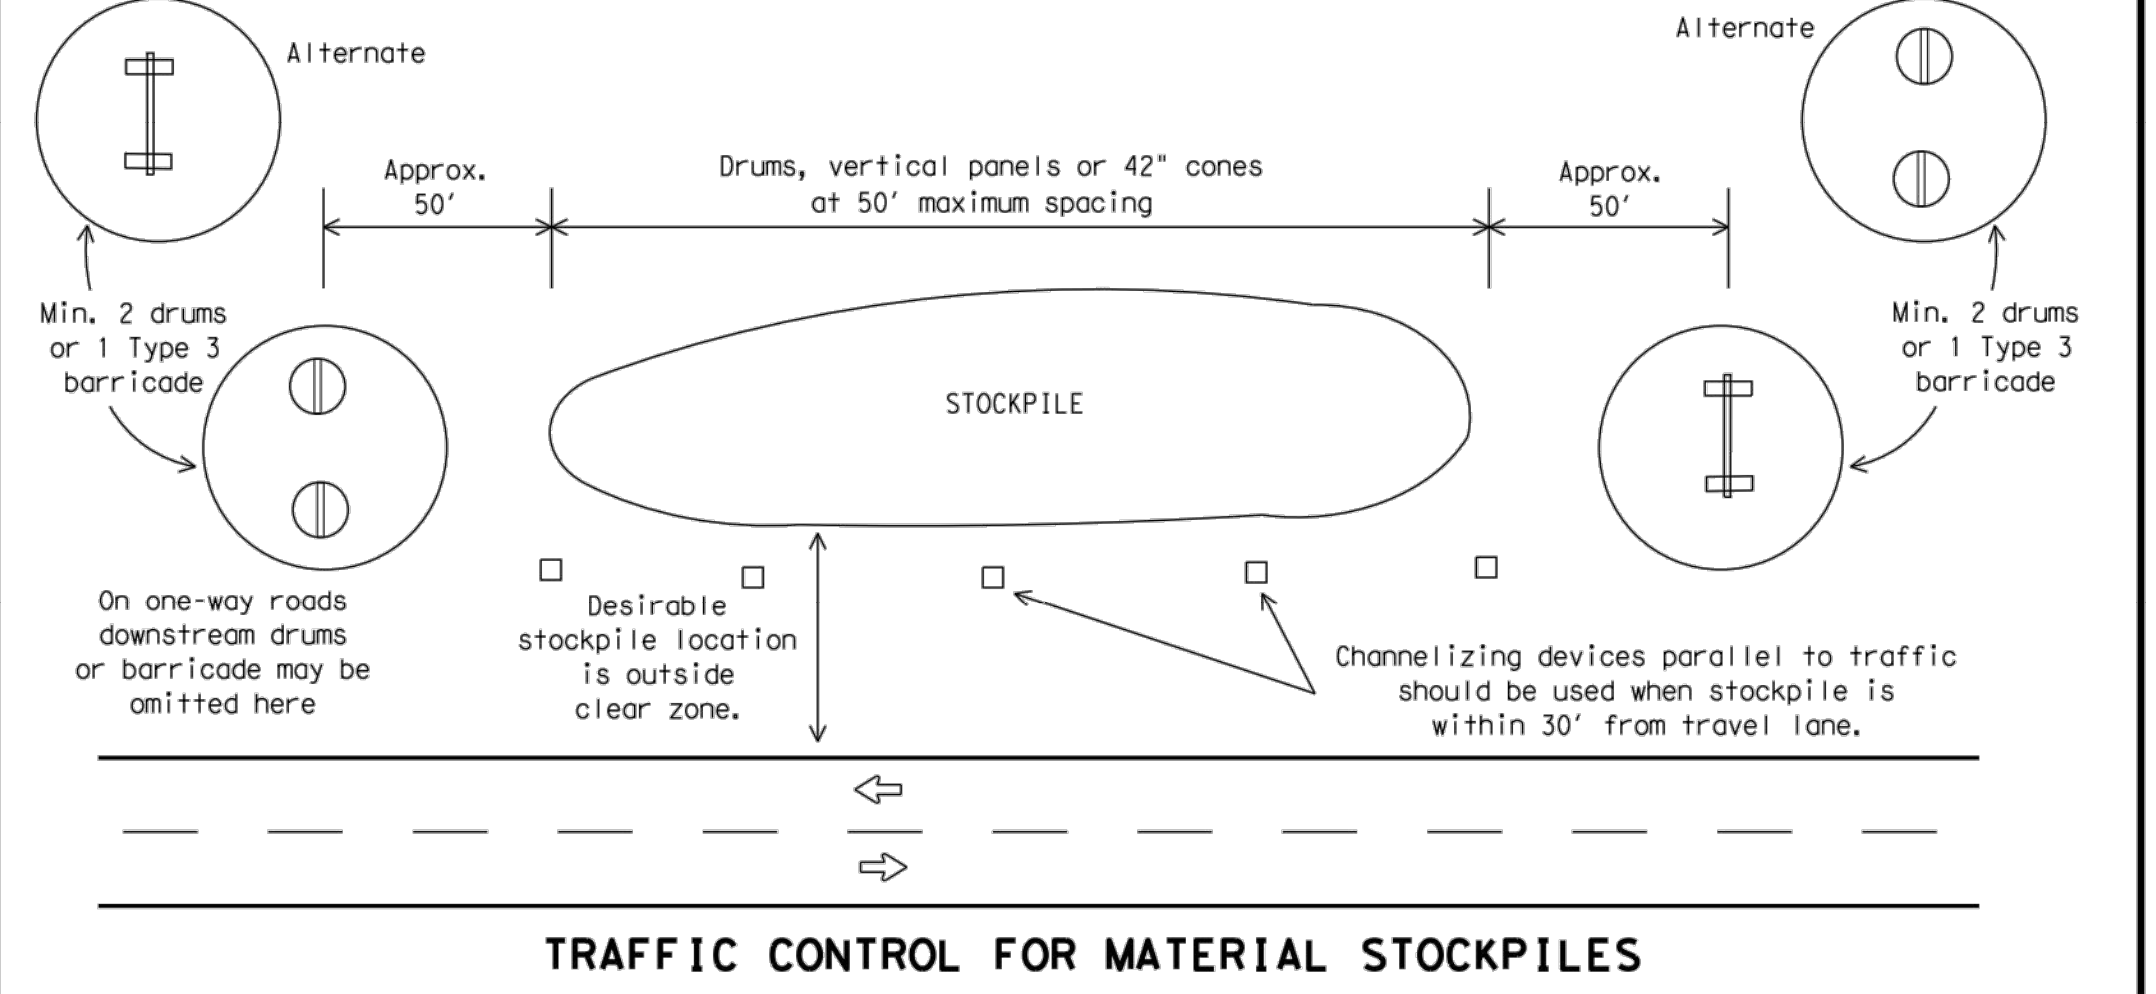 Alternate
Alternate
Approx.
50'
Drums, vertical panels or 42" cones
at 50' maximum spacing
Approx.
50'
Min. 2 drums
or 1 Type 3
barricade
Min. 2 drums
or 1 Type 3
barricade
STOCKPILE
On one-way roads
downstream drums
or barricade may be
omitted here
Desirable
stockpile location
is outside
clear zone.
Channelizing devices parallel to traffic
should be used when stockpile is
within 30' from travel lane.
TRAFFIC CONTROL FOR MATERIAL STOCKPILES